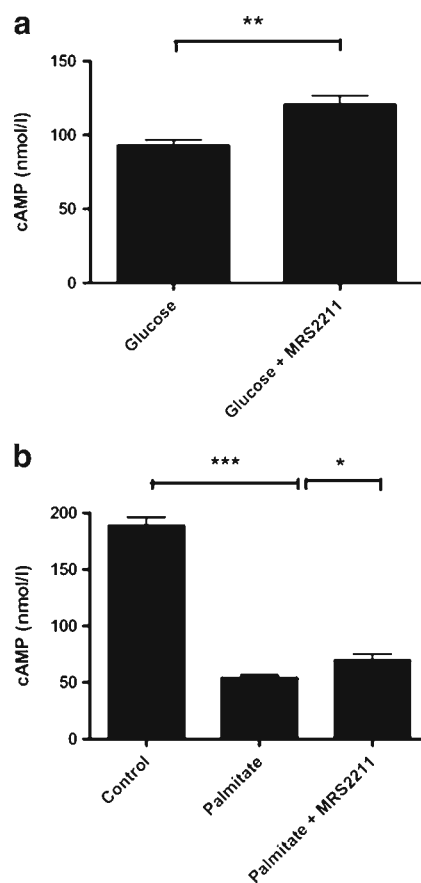 a
**
150
100
50
0
cAMP (nmol/l)
Glucose
Glucose + MRS2211
b
***
*
200
150
100
50
0
cAMP (nmol/l)
Control
Palmitate
Palmitate + MRS2211